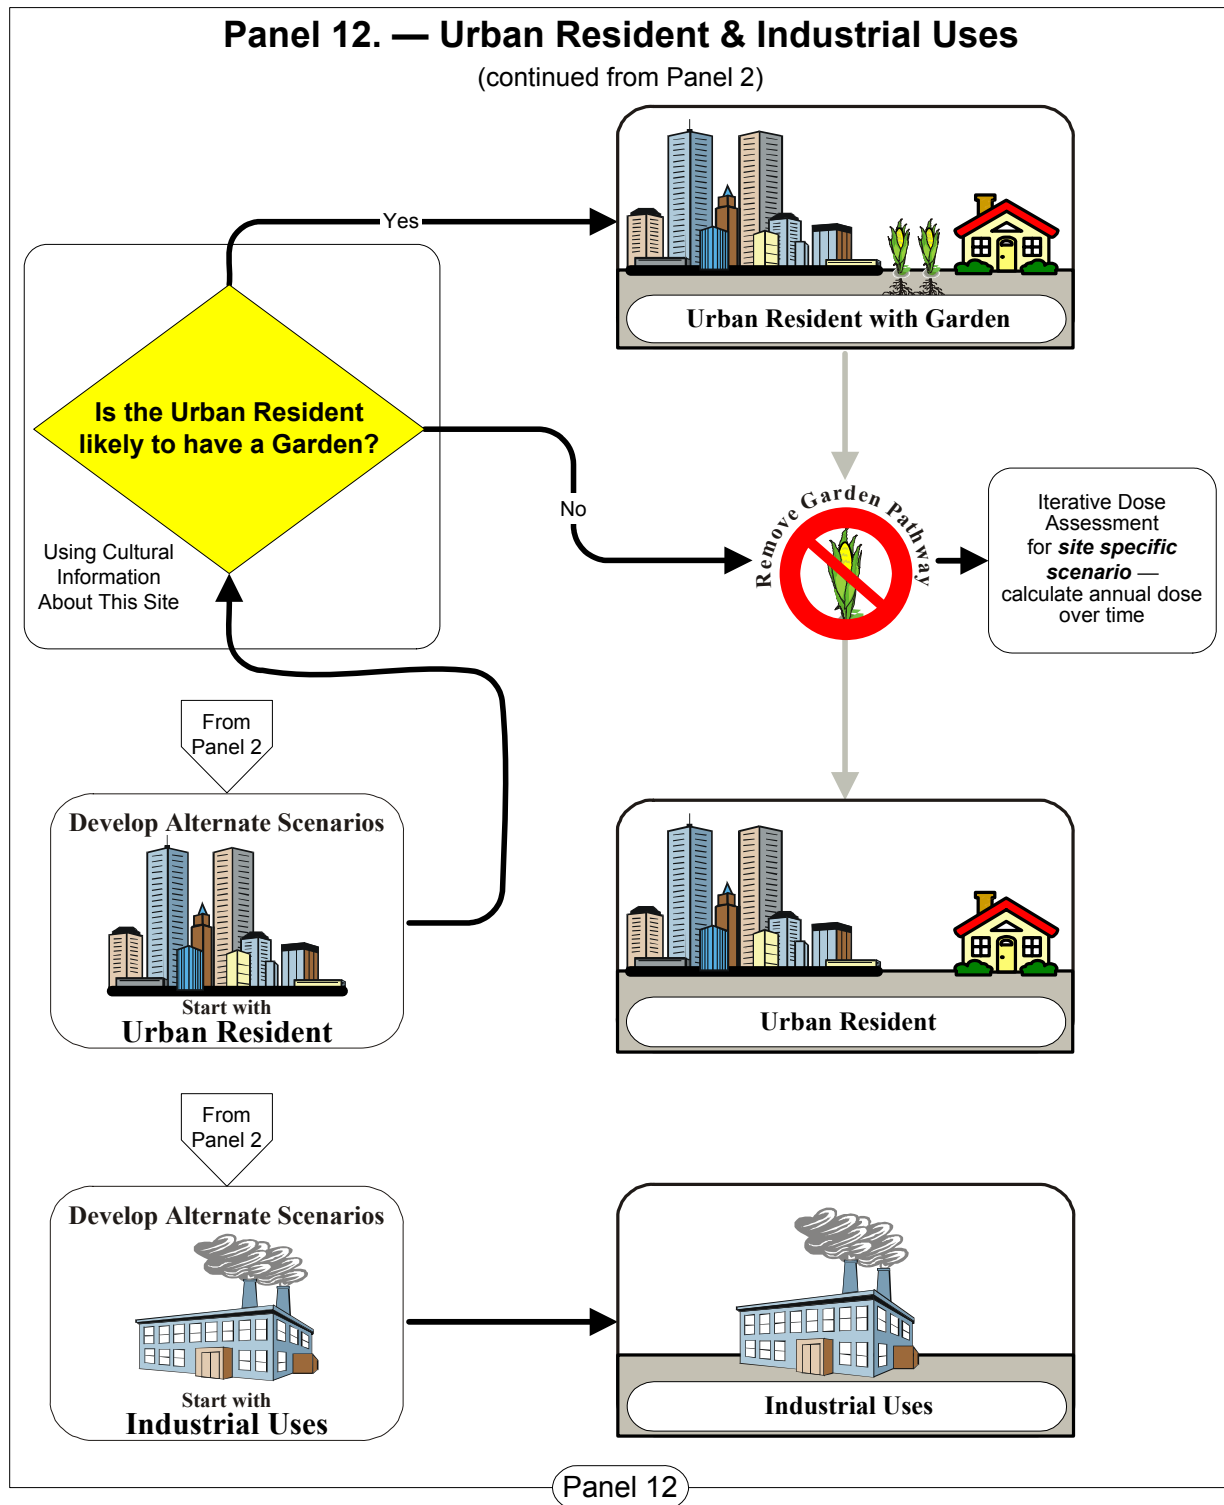 Panel 12. — Urban Resident & Industrial Uses
(continued from Panel 2)
Yes
Urban Resident with Garden
Is the Urban Resident
likely to have a Garden?
No
Using Cultural
Information
About This Site
Remove Garden Pathway
Iterative Dose
Assessment
for site specific
scenario —
calculate annual dose
over time
From
Panel 2
Develop Alternate Scenarios
Start with
Urban Resident
Urban Resident
From
Panel 2
Develop Alternate Scenarios
Start with
Industrial Uses
Industrial Uses
Panel 12